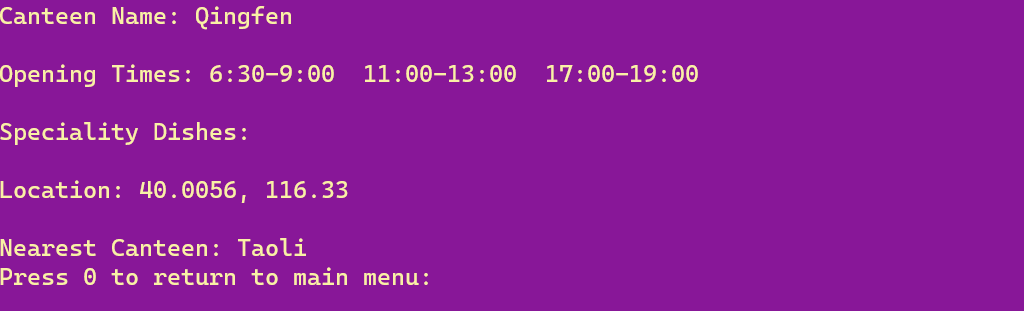 Canteen Name: Qingfen
Opening Times: 6:30-9:00  11:00-13:00  17:00-19:00
Speciality Dishes:
Location: 40.0056, 116.33
Nearest Canteen: Taoli
Press 0 to return to main menu: